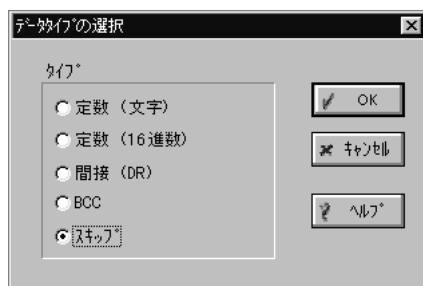 ﾃﾞｰﾀﾀｲﾌﾟの選択
ﾀｲﾌﾟ
定数（文字）
定数（16進数）
間接（DR）
BCC
ｽｷｯﾌﾟ
OK
ｷｬﾝｾﾙ
ﾍﾙﾌﾟ